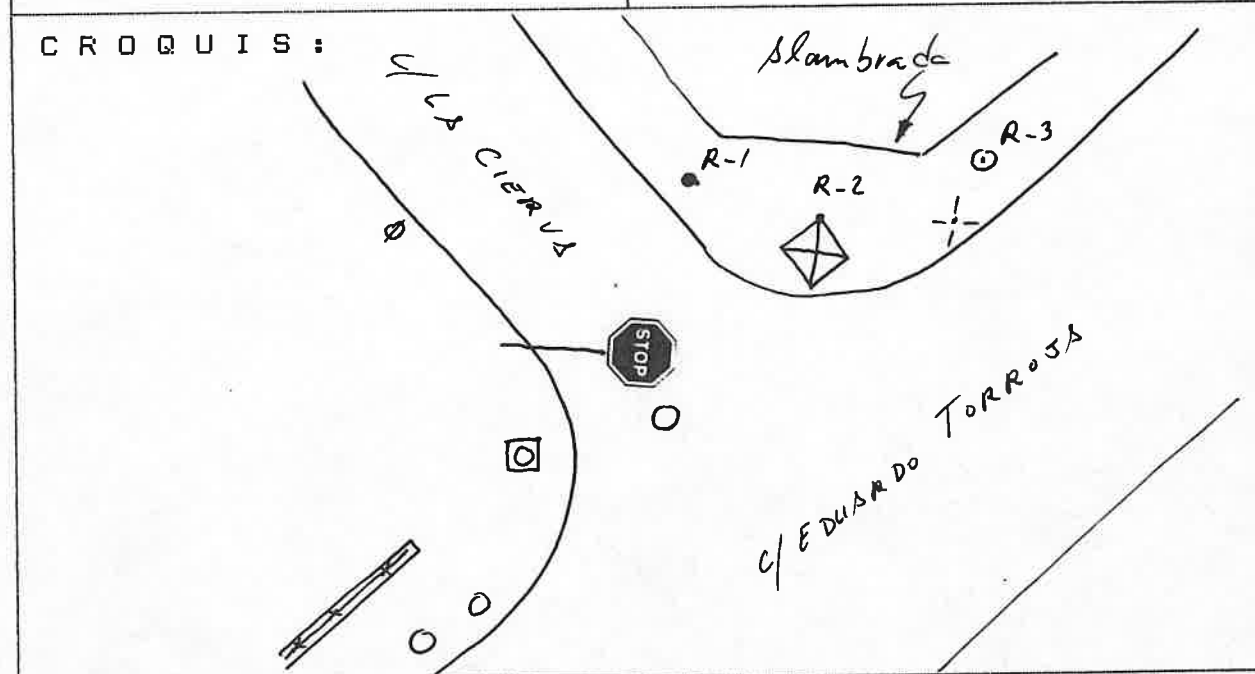 CROQUIS:
Alambrada
C/ LA CIERVA
R-1
R-2
R-3
STOP
C/ EDUARDO TORROJA